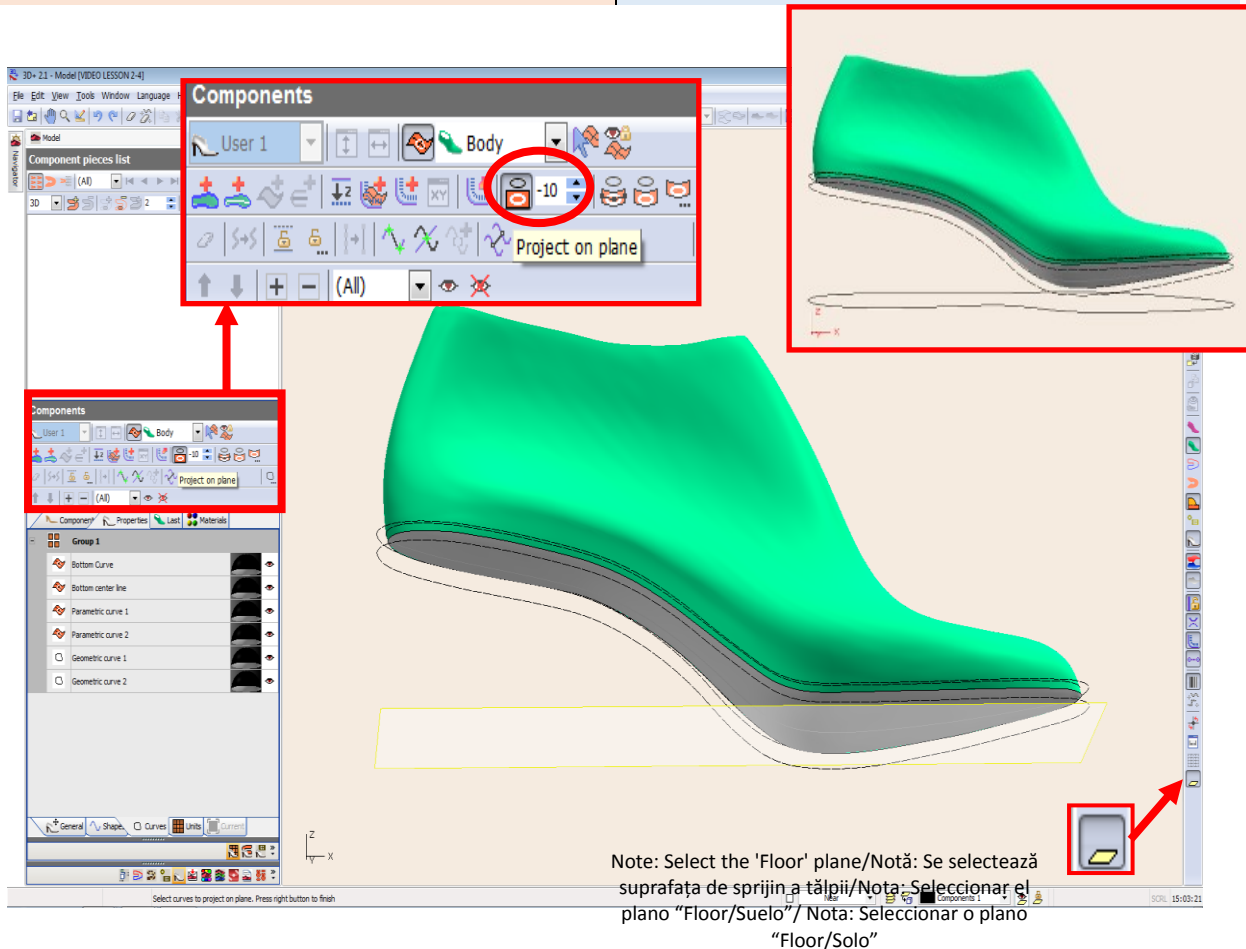 3D+ 2.1 - Model [VIDEO LESSON 2-4]
File Edit View Tools Window Language
Model
Navigator
Component pieces list
(All)
3D 2
Components
User 1 Body
-10
Project on plane
(All)
Components
User 1 Body
-10
Project on plane
(All)
Component Properties Last Materials
Group 1
Bottom Curve
Bottom center line
Parametric curve 1
Parametric curve 2
Geometric curve 1
Geometric curve 2
General Shape Curves Units Current
Z
X
Z
Y X
Note: Select the 'Floor' plane/Notă: Se selectează
suprafața de sprijin a tălpii/Nota: Seleccionar el
plano “Floor/Suelo”/ Nota: Seleccionar o plano
“Floor/Solo”
Select curves to project on plane. Press right button to finish
Near Components 1 SCRL 15:03:21